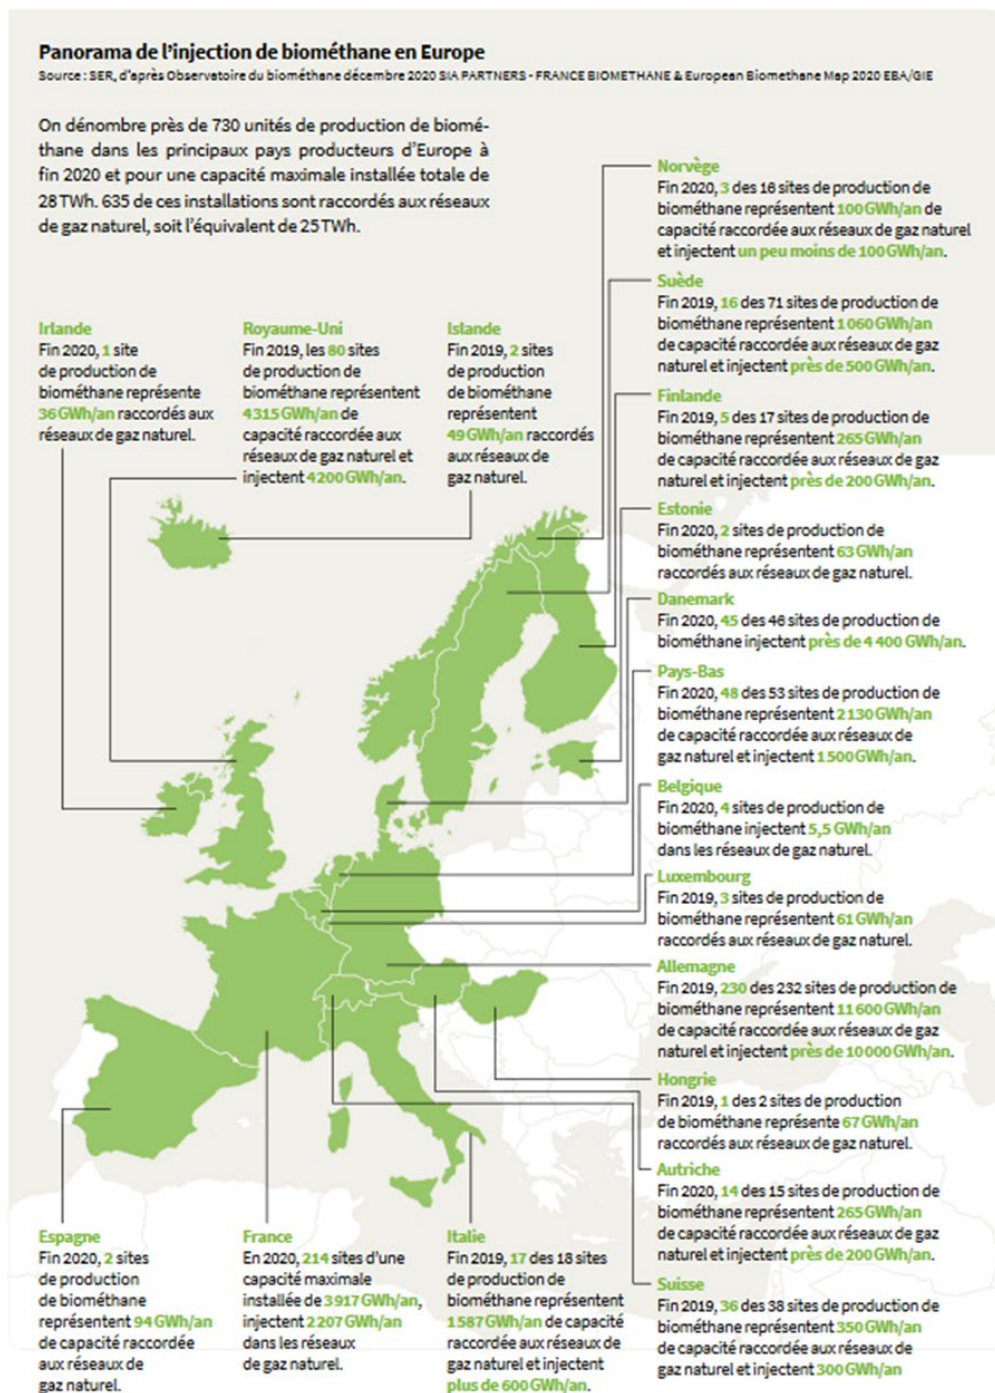 Panorama de l'injection de biométhane en Europe
Source : SER, d'après Observatoire du biométhane décembre 2020 SIA PARTNERS - FRANCE BIOMETHANE & European Biomethane Map 2020 EBA/GIE
On dénombre près de 730 unités de production de biomé-
thane dans les principaux pays producteurs d'Europe à
fin 2020 et pour une capacité maximale installée totale de
28 TWh. 635 de ces installations sont raccordés aux réseaux
de gaz naturel, soit l'équivalent de 25 TWh.
Norvège
Fin 2020, 3 des 16 sites de production de
biométhane représentent 100 GWh/an de
capacité raccordée aux réseaux de gaz naturel
et injectent un peu moins de 100 GWh/an.
Suède
Fin 2019, 16 des 71 sites de production de
biométhane représentent 1 060 GWh/an
de capacité raccordée aux réseaux de gaz
naturel et injectent près de 500 GWh/an.
Irlande
Fin 2020, 1 site
de production de
biométhane représente
36 GWh/an raccordés aux
réseaux de gaz naturel.
Royaume-Uni
Fin 2019, les 80 sites
de production de
biométhane représentent
4 315 GWh/an de
capacité raccordée aux
réseaux de gaz naturel et
injectent 4 200 GWh/an.
Islande
Fin 2019, 2 sites
de production
de biométhane
représentent
49 GWh/an raccordés
aux réseaux de
gaz naturel.
Finlande
Fin 2019, 5 des 17 sites de production de
biométhane représentent 265 GWh/an
de capacité raccordée aux réseaux de gaz
naturel et injectent près de 200 GWh/an.
Estonie
Fin 2020, 2 sites de production de
biométhane représentent 63 GWh/an
raccordés aux réseaux de gaz naturel.
Danemark
Fin 2020, 45 des 46 sites de production de
biométhane injectent près de 4 400 GWh/an.
Pays-Bas
Fin 2020, 48 des 53 sites de production de
biométhane représentent 2 130 GWh/an
de capacité raccordée aux réseaux de
gaz naturel et injectent 1 500 GWh/an.
Belgique
Fin 2020, 4 sites de production de
biométhane injectent 5,5 GWh/an
dans les réseaux de gaz naturel.
Luxembourg
Fin 2019, 3 sites de production de
biométhane représentent 61 GWh/an
raccordés aux réseaux de gaz naturel.
Allemagne
Fin 2019, 230 des 232 sites de production de
biométhane représentent 11 600 GWh/an
de capacité raccordée aux réseaux de gaz
naturel et injectent près de 10 000 GWh/an.
Hongrie
Fin 2019, 1 des 2 sites de production
de biométhane représente 67 GWh/an
raccordés aux réseaux de gaz naturel.
Autriche
Fin 2020, 14 des 15 sites de production de
biométhane représentent 265 GWh/an
de capacité raccordée aux réseaux de gaz
naturel et injectent près de 200 GWh/an.
Suisse
Fin 2019, 36 des 38 sites de production de
biométhane représentent 350 GWh/an
de capacité raccordée aux réseaux de
gaz naturel et injectent 300 GWh/an
Espagne
Fin 2020, 2 sites
de production
de biométhane
représentent 94 GWh/an
de capacité raccordée
aux réseaux de
gaz naturel.
France
En 2020, 214 sites d'une
capacité maximale
installée de 3 917 GWh/an,
injectent 2 207 GWh/an
dans les réseaux
de gaz naturel.
Italie
Fin 2019, 17 des 18 sites
de production de
biométhane représentent
1 587 GWh/an de capacité
raccordée aux réseaux de
gaz naturel et injectent
plus de 600 GWh/an.